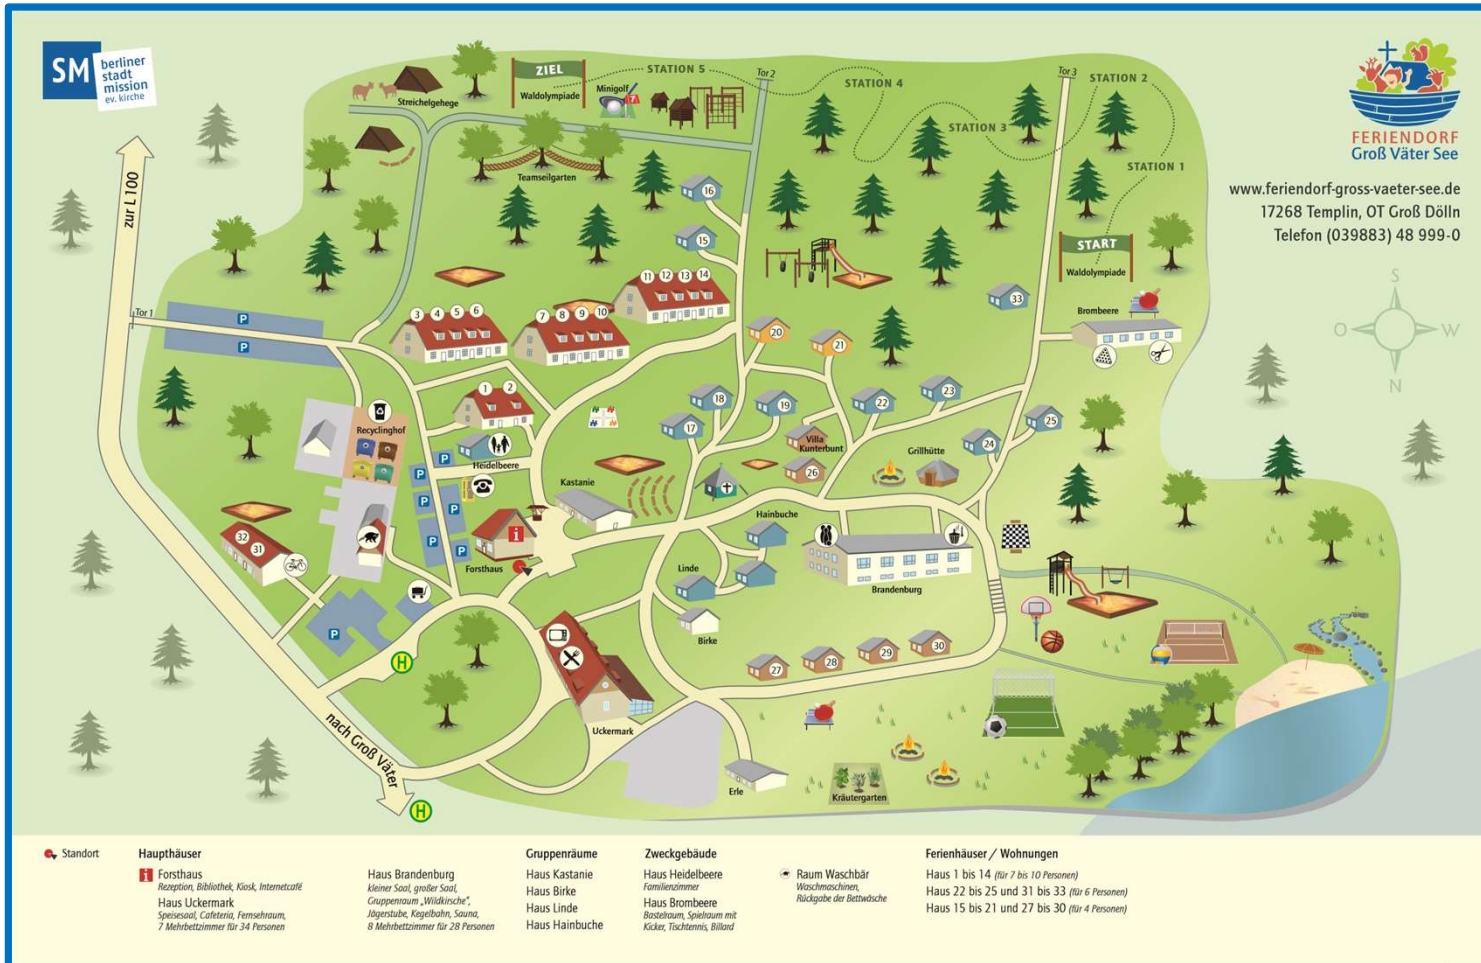 SM
berliner
stadt
mission
ev. kirche
FERIENDORF
Groß Väter See
www.feriendorf-gross-vaeter-see.de
17268 Templin, OT Groß Dölln
Telefon (039883) 48 999-0
S
O
W
N
zur L 100
nach Groß Väter
Tor 1
Tor 2
Tor 3
Streichelgehege
ZIEL
Waldolympiade
STATION 5
Minigolf
7
STATION 4
STATION 3
STATION 2
STATION 1
START
Waldolympiade
Teamseilgarten
16
15
11 12 13 14
3 4 5 6
7 8 9 10
33
Brombeere
20
21
P
P
1 2
18
19
22
23
17
24
25
Villa
Kunterbunt
26
Grillhütte
Recyclinghof
Heidelbeere
P
P
P
P
P
P
Kastanie
Hainbuche
32
31
Forsthaus
i
Linde
Brandenburg
Birke
P
H
27
28
29
30
Uckermark
Erle
Kräutergarten
H
Standort
Haupthäuser
i Forsthaus
Rezeption, Bibliothek, Kiosk, Internetcafé
Haus Uckermark
Speisesaal, Cafeteria, Fernsehraum,
7 Mehrbettzimmer für 34 Personen
Haus Brandenburg
kleiner Saal, großer Saal,
Gruppenraum „Wildkirsche“,
Jägerstube, Kegelbahn, Sauna,
8 Mehrbettzimmer für 28 Personen
Gruppenräume
Haus Kastanie
Haus Birke
Haus Linde
Haus Hainbuche
Zweckgebäude
Haus Heidelbeere
Familienzimmer
Haus Brombeere
Bastelraum, Spielraum mit
Kicker, Tischtennis, Billard
Raum Waschbär
Waschmaschinen,
Rückgabe der Bettwäsche
Ferienhäuser / Wohnungen
Haus 1 bis 14 (für 7 bis 10 Personen)
Haus 22 bis 25 und 31 bis 33 (für 6 Personen)
Haus 15 bis 21 und 27 bis 30 (für 4 Personen)